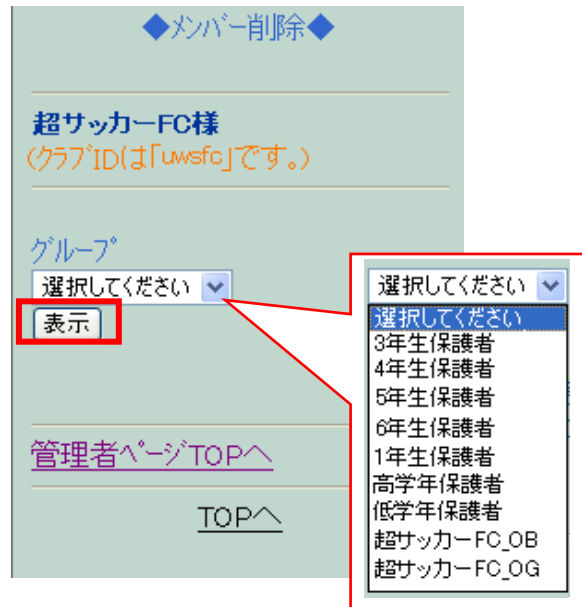 ◆メンバー削除◆
超サッカーFC様
(クラブID(は「uwsfc」です。)
グループ
選択してください
表示
管理者ページTOPへ
TOPへ
選択してください
選択してください
3年生保護者
4年生保護者
5年生保護者
6年生保護者
1年生保護者
高学年保護者
低学年保護者
超サッカーFC_OB
超サッカーFC_OG